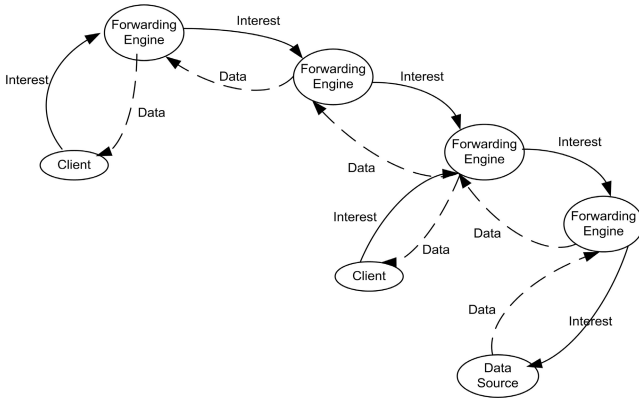 Forwarding
Engine
Interest
Interest
Data
Data
Forwarding
Engine
Interest
Client
Data
Forwarding
Engine
Interest
Interest
Data
Data
Forwarding
Engine
Client
Data
Interest
Data
Source